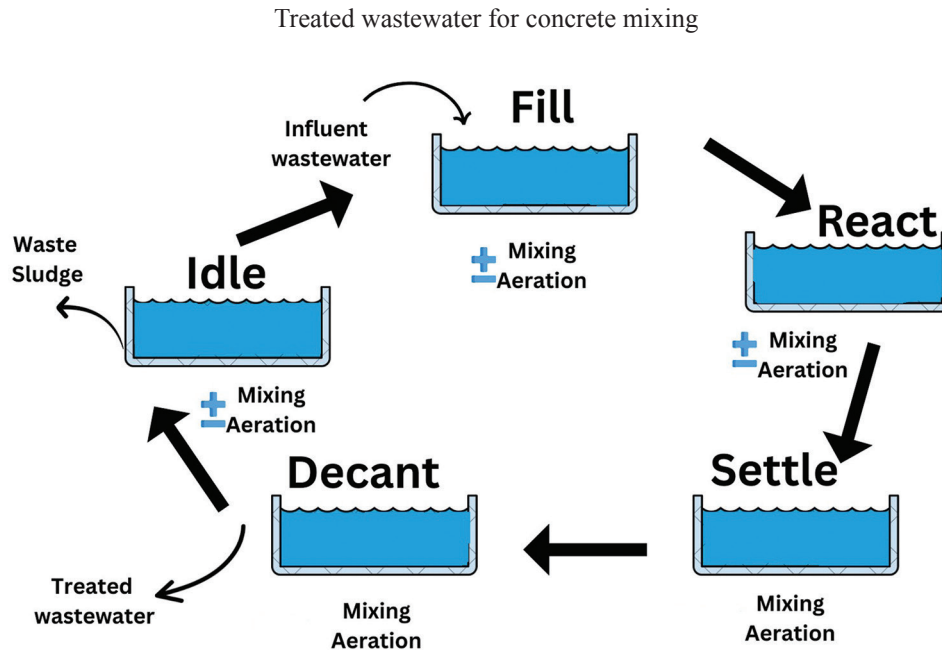 Treated wastewater for concrete mixing
Fill
Influent
wastewater
± Mixing
Aeration
React
± Mixing
Aeration
Settle
Mixing
Aeration
Decant
Mixing
Aeration
Treated
wastewater
Idle
± Mixing
Aeration
Waste
Sludge